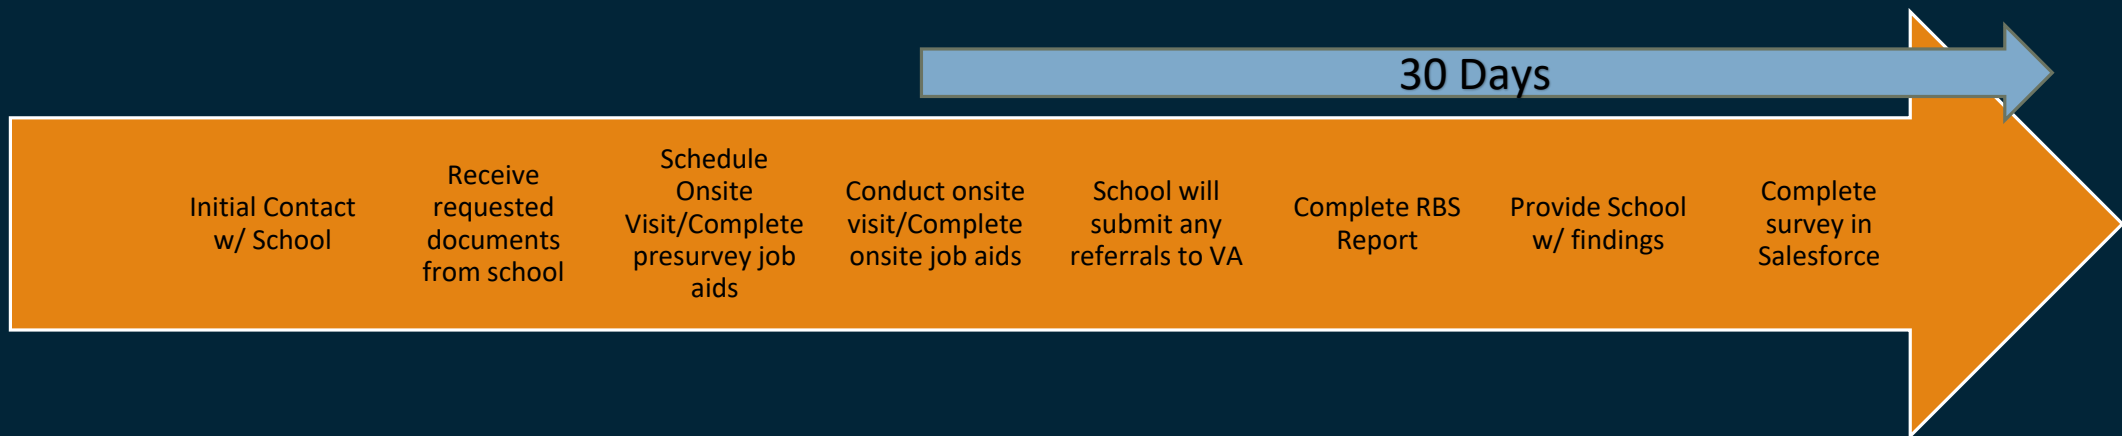 30 Days
Initial Contact
w/ School
Receive
requested
documents
from school
Schedule
Onsite
Visit/Complete
presurvey job
aids
Conduct onsite
visit/Complete
onsite job aids
School will
submit any
referrals to VA
Complete RBS
Report
Provide School
w/ findings
Complete
survey in
Salesforce